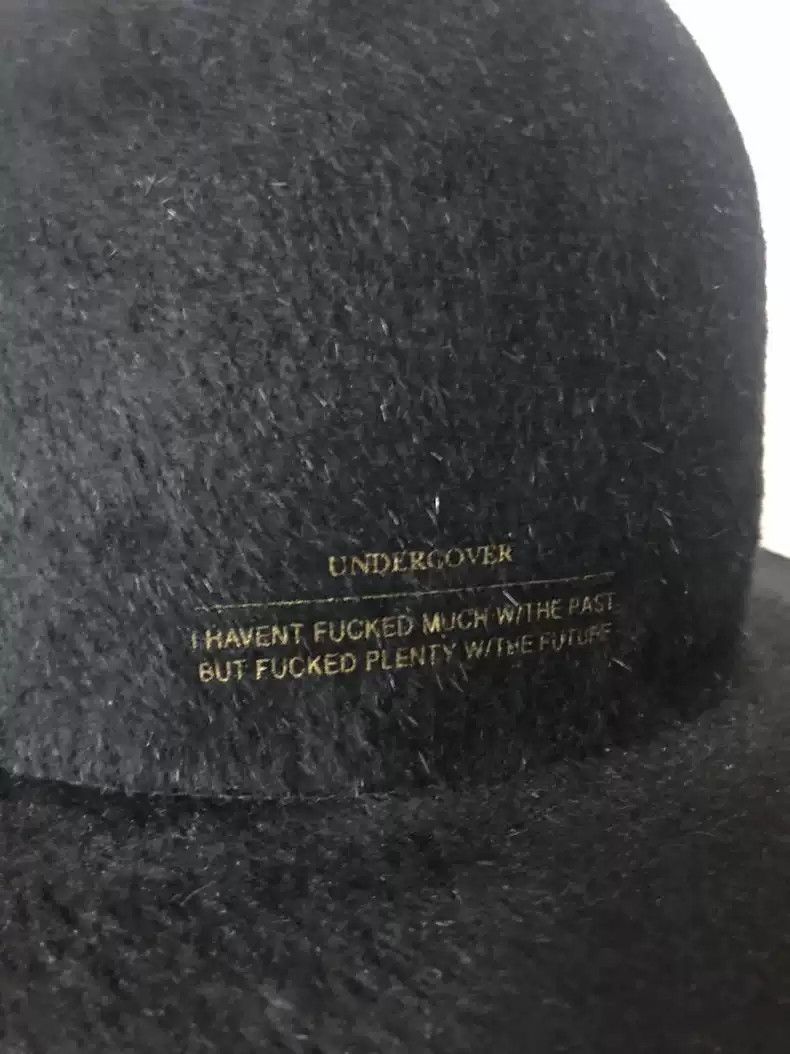 UNDERCOVER
I HAVENT FUCKED MUCH W/THE PAST
BUT FUCKED PLENTY W/THE FUTURE